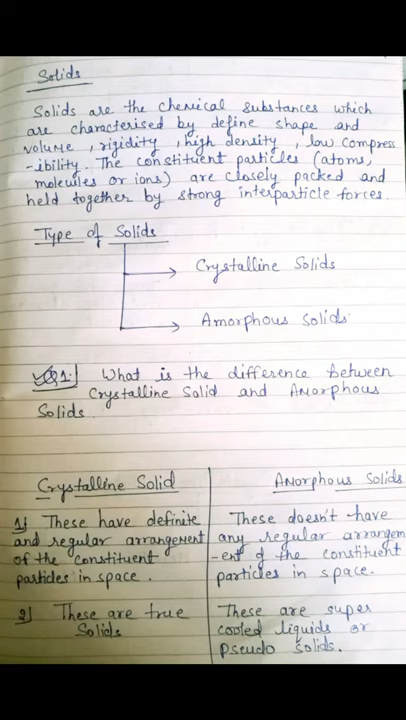 Solids
Solids are the chemical substances which
are characterised by define shape and
volume, rigidity, high density, low compress
-ibility. The constituent particles (atoms,
molecules or ions) are closely packed and
held together by strong interparticle forces.
Type of Solids
Crystalline Solids
Amorphous Solids
Q1. What is the difference between
Crystalline Solid and Amorphous
Solids.
Crystalline Solid
1) These have definite
and regular arrangement
of the constituent
particles in space.
2) These are true
Solids
Amorphous Solids
These doesn't have
any regular arrangem
-ent of the constituent
particles in space.
These are super
cooled liquids or
pseudo solids.